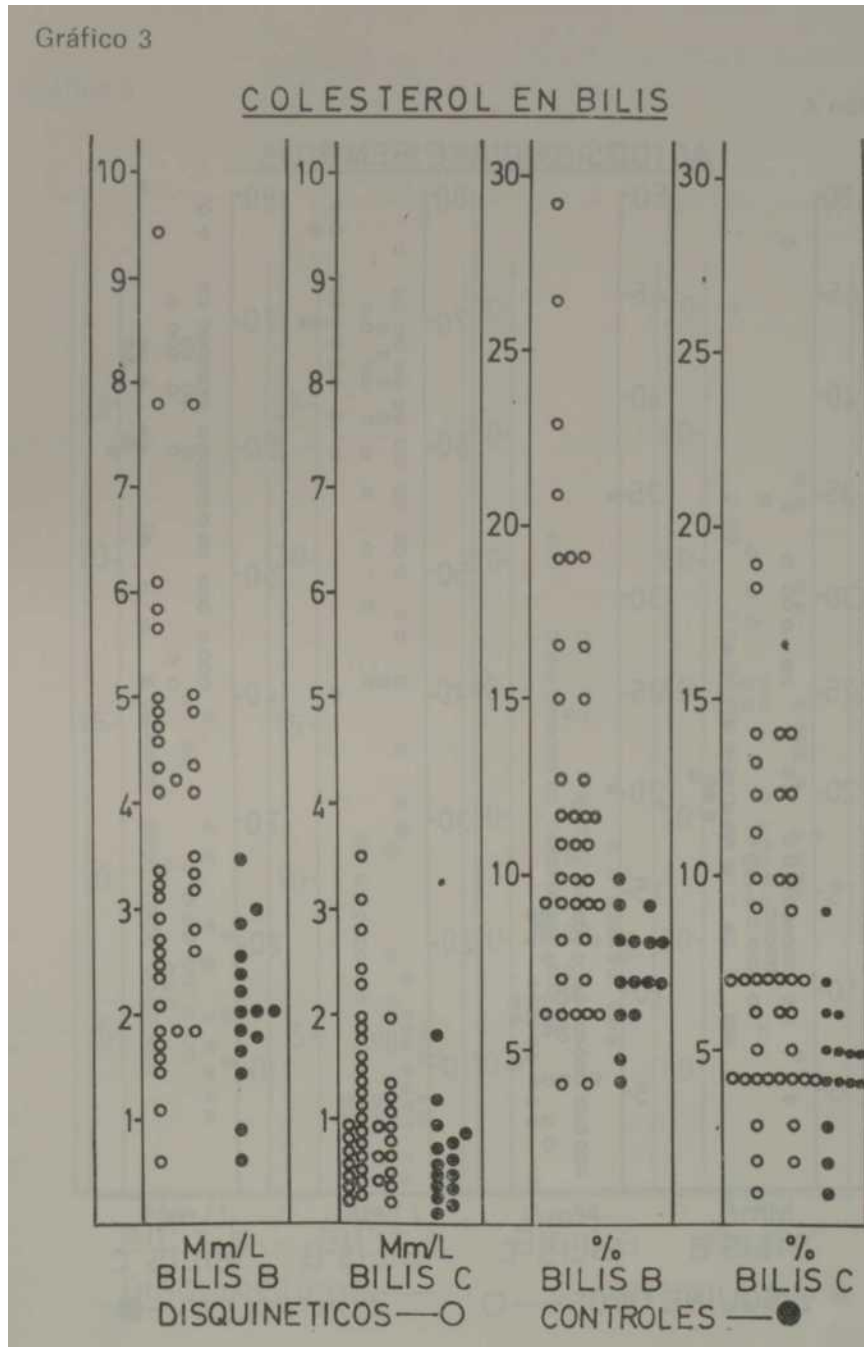 Gráfico 3
COLESTEROL EN BILIS
10 10 30 30
9 9
8 8 25 25
7 7
6 6 20 20
5 5 15 15
4 4
3 3 10 10
2 2
1 1 5 5
Mm/L Mm/L % %
BILIS B BILIS C BILIS B BILIS C
DISQUINETICOS—O CONTROLES—●